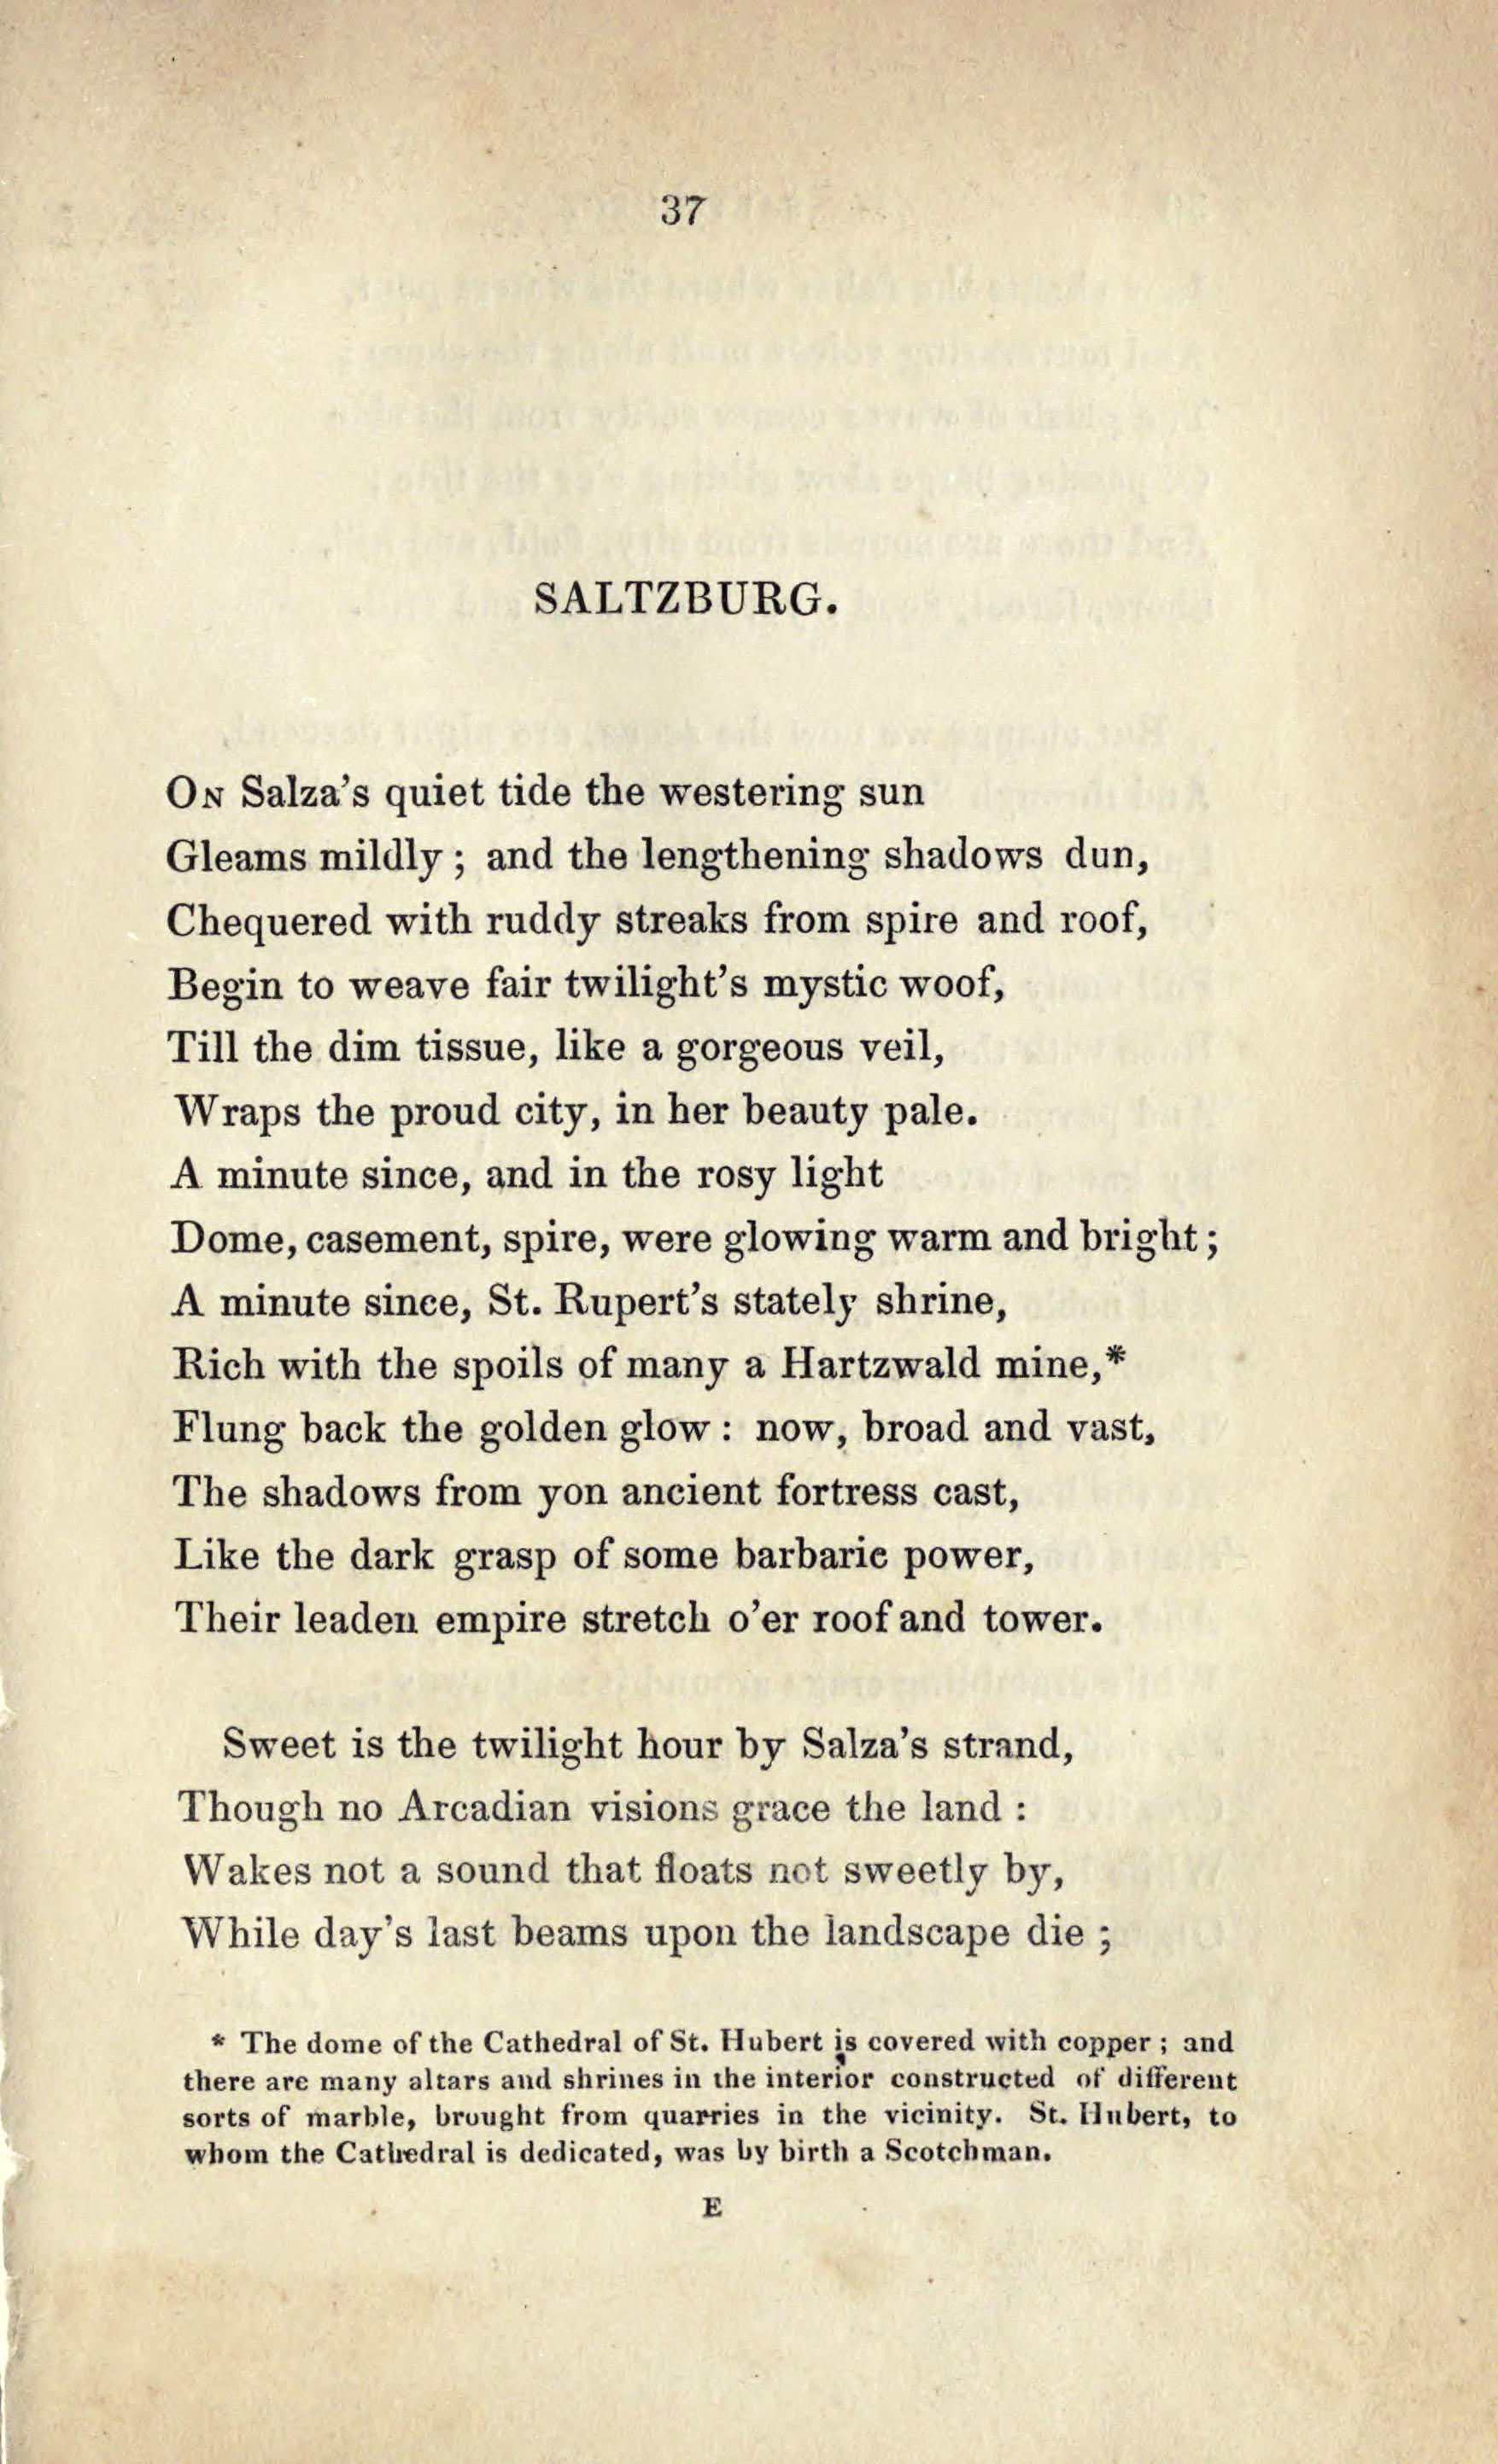 37
SALTZBURG.
ON Salza's quiet tide the westering sun
Gleams mildly ; and the lengthening shadows dun,
Chequered with ruddy streaks from spire and roof,
Begin to weave fair twilight's mystic woof,
Till the dim tissue, like a gorgeous veil,
Wraps the proud city, in her beauty pale.
A minute since, and in the rosy light
Dome, casement, spire, were glowing warm and bright ;
A minute since, St. Rupert's stately shrine,
Rich with the spoils of many a Hartzwald mine,*
Flung back the golden glow : now, broad and vast,
The shadows from yon ancient fortress cast,
Like the dark grasp of some barbaric power,
Their leaden empire stretch o'er roof and tower.
Sweet is the twilight hour by Salza's strand,
Though no Arcadian visions grace the land :
Wakes not a sound that floats not sweetly by,
While day's last beams upon the landscape die ;
* The dome of the Cathedral of St. Hubert is covered with copper ; and
there are many altars and shrines in the interior constructed of different
sorts of marble, brought from quarries in the vicinity. St. Hubert, to
whom the Cathedral is dedicated, was by birth a Scotchman.
E